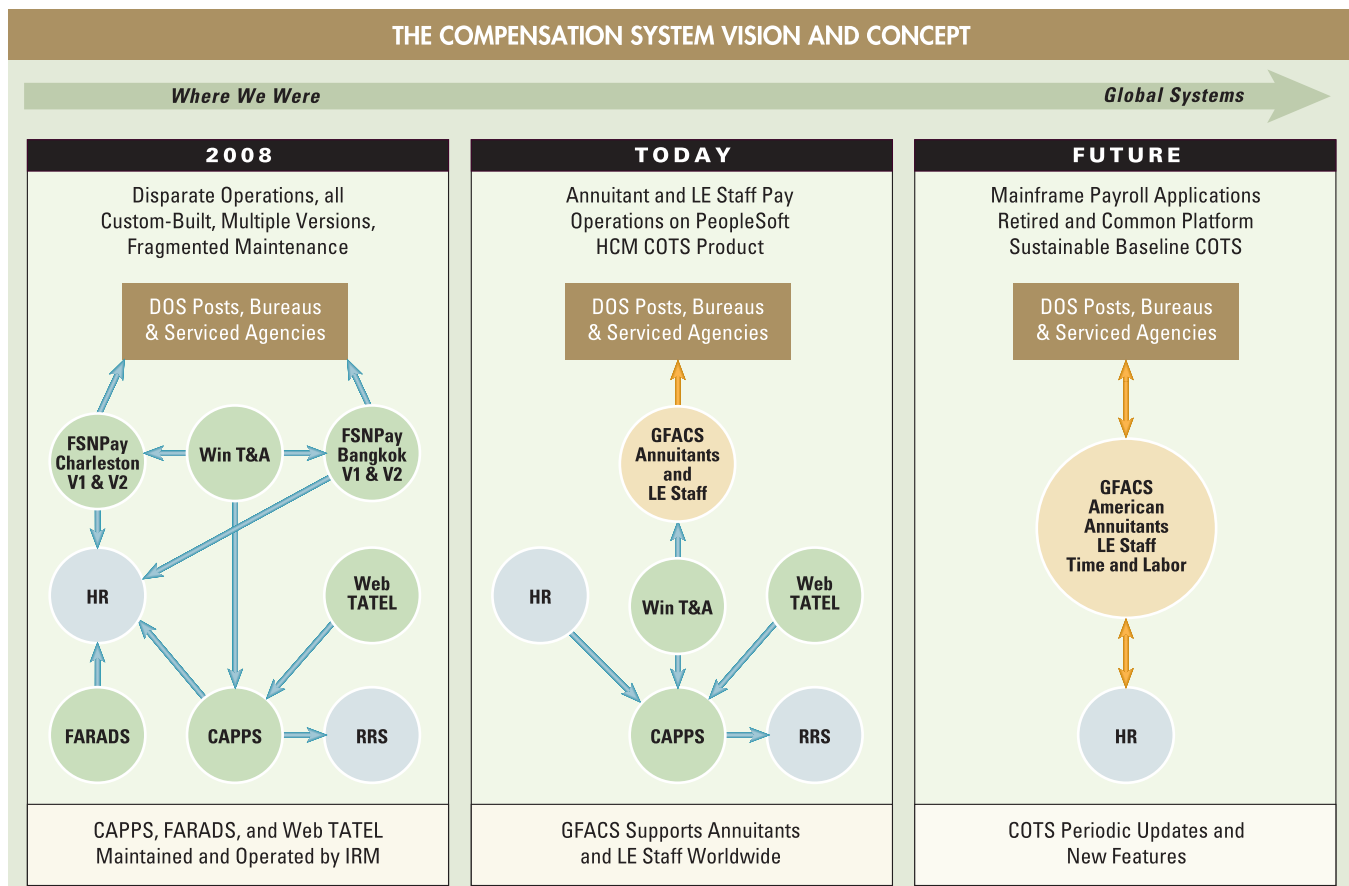 THE COMPENSATION SYSTEM VISION AND CONCEPT
Where We Were
Global Systems
2008
Disparate Operations, all
Custom-Built, Multiple Versions,
Fragmented Maintenance
DOS Posts, Bureaus
& Serviced Agencies
FSNPay
Charleston
V1 & V2
Win T&A
FSNPay
Bangkok
V1 & V2
HR
Web
TATEL
FARADS
CAPPS
RRS
CAPPS, FARADS, and Web TATEL
Maintained and Operated by IRM
TODAY
Annuitant and LE Staff Pay
Operations on PeopleSoft
HCM COTS Product
DOS Posts, Bureaus
& Serviced Agencies
GFACS
Annuitants
and
LE Staff
HR
Win T&A
Web
TATEL
CAPPS
RRS
GFACS Supports Annuitants
and LE Staff Worldwide
FUTURE
Mainframe Payroll Applications
Retired and Common Platform
Sustainable Baseline COTS
DOS Posts, Bureaus
& Serviced Agencies
GFACS
American
Annuitants
LE Staff
Time and Labor
HR
COTS Periodic Updates and
New Features